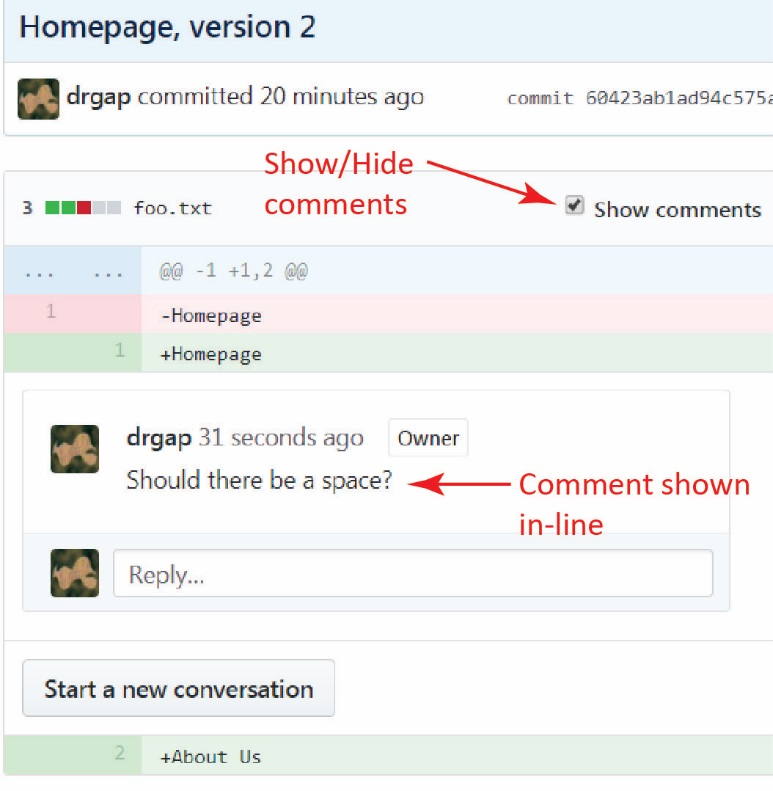 Homepage, version 2
drgap committed 20 minutes ago commit 60423ab1ad94c575a
Show/Hide
comments
3 foo.txt Show comments
... ... @@ -1 +1,2 @@
1 -Homepage
1 +Homepage
drgap 31 seconds ago Owner
Should there be a space?
Comment shown
in-line
Reply...
Start a new conversation
2 +About Us